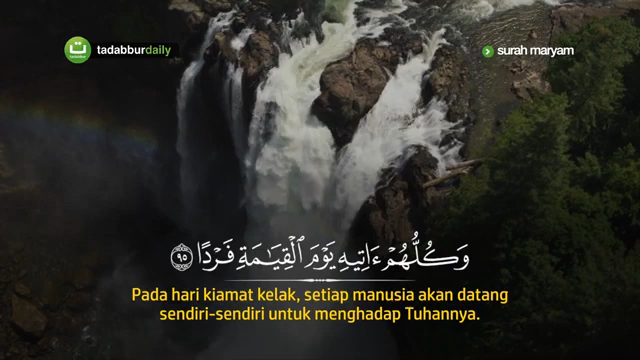 tadabburdaily
surah maryam
وَكُلُّهُمْ ءَاتِيهِ يَوْمَ ٱلْقِيَٰمَةِ فَرْدًا ٩٥
Pada hari kiamat kelak, setiap manusia akan datang
sendiri-sendiri untuk menghadap Tuhannya.